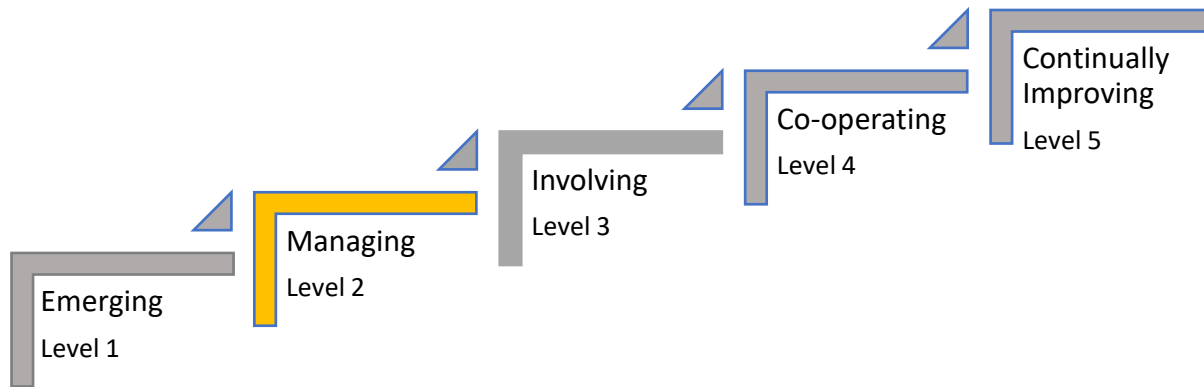 Emerging
Level 1
Managing
Level 2
Involving
Level 3
Co-operating
Level 4
Continually
Improving
Level 5